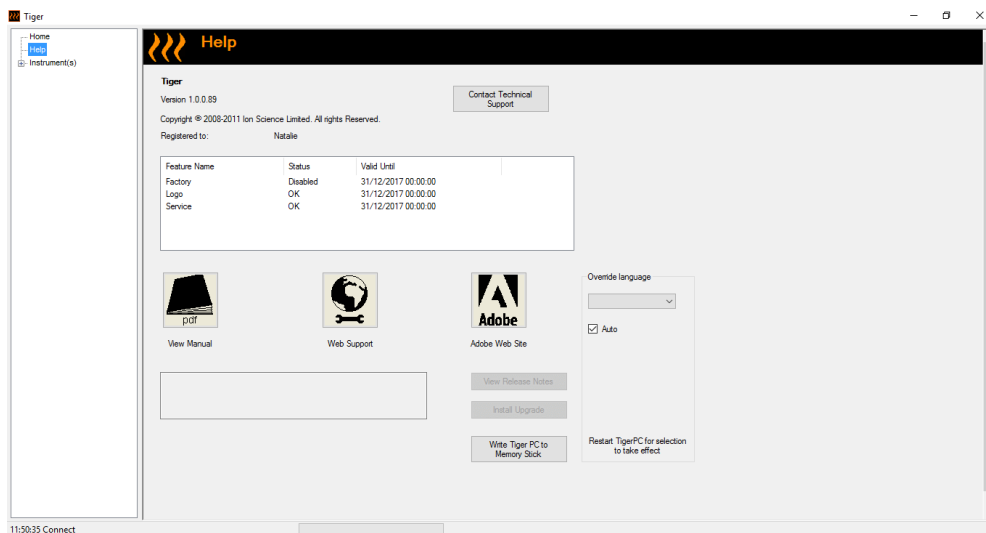 Tiger
Home
Help
Instrument(s)
Help
Tiger
Version 1.0.0.89
Contact Technical
Support
Copyright © 2008-2011 Ion Science Limited. All rights Reserved.
Registered to: Natalie
Feature Name Status Valid Until
Factory Disabled 31/12/2017 00:00:00
Logo OK 31/12/2017 00:00:00
Service OK 31/12/2017 00:00:00
Override language
pdf
Adobe
Auto
View Manual Web Support Adobe Web Site
View Release Notes
Install Upgrade
Write Tiger PC to
Memory Stick
Restart TigerPC for selection
to take effect
11:50:35 Connect